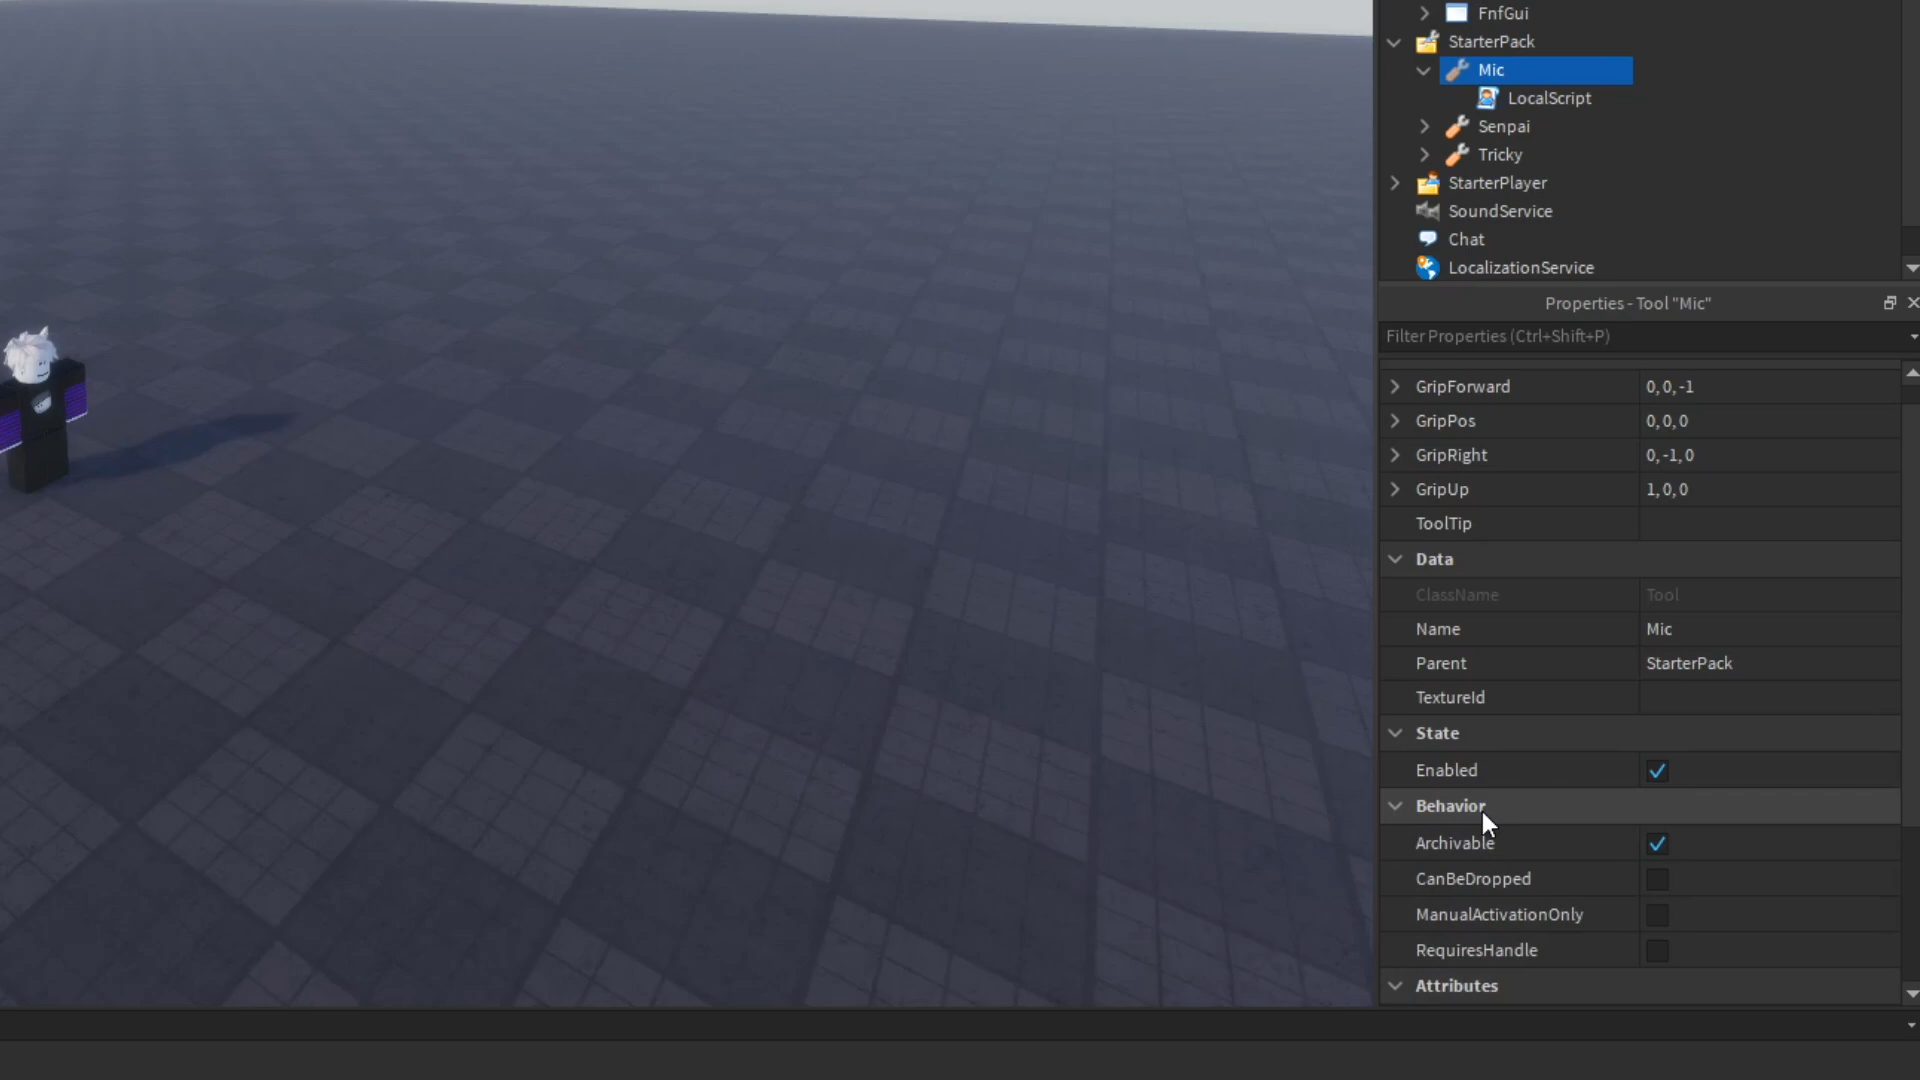 FnfGui
StarterPack
Mic
LocalScript
Senpai
Tricky
StarterPlayer
SoundService
Chat
LocalizationService
Properties - Tool "Mic"
Filter Properties (Ctrl+Shift+P)
GripForward 0, 0, -1
GripPos 0, 0, 0
GripRight 0, -1, 0
GripUp 1, 0, 0
ToolTip
Data
ClassName Tool
Name Mic
Parent StarterPack
TextureId
State
Enabled
Behavior
Archivable
CanBeDropped
ManualActivationOnly
RequiresHandle
Attributes